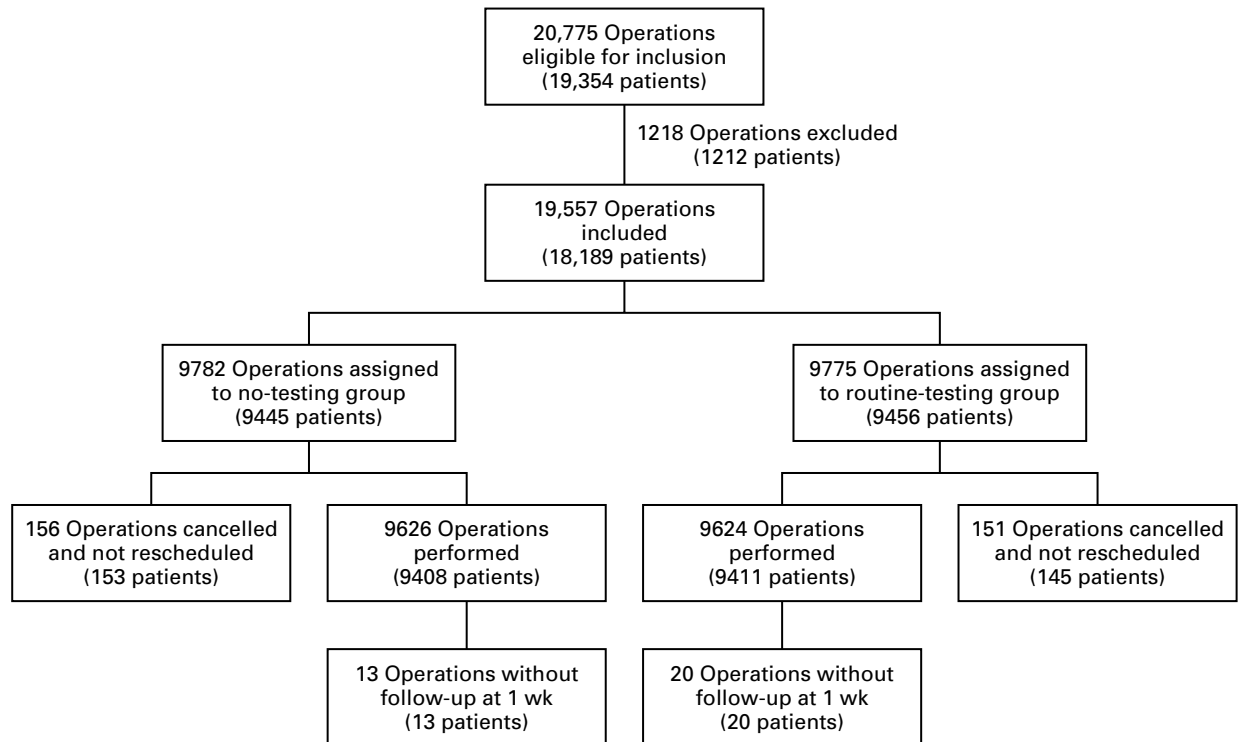 20,775 Operations
eligible for inclusion
(19,354 patients)
1218 Operations excluded
(1212 patients)
19,557 Operations
included
(18,189 patients)
9782 Operations assigned
to no-testing group
(9445 patients)
9775 Operations assigned
to routine-testing group
(9456 patients)
156 Operations cancelled
and not rescheduled
(153 patients)
9626 Operations
performed
(9408 patients)
9624 Operations
performed
(9411 patients)
151 Operations cancelled
and not rescheduled
(145 patients)
13 Operations without
follow-up at 1 wk
(13 patients)
20 Operations without
follow-up at 1 wk
(20 patients)